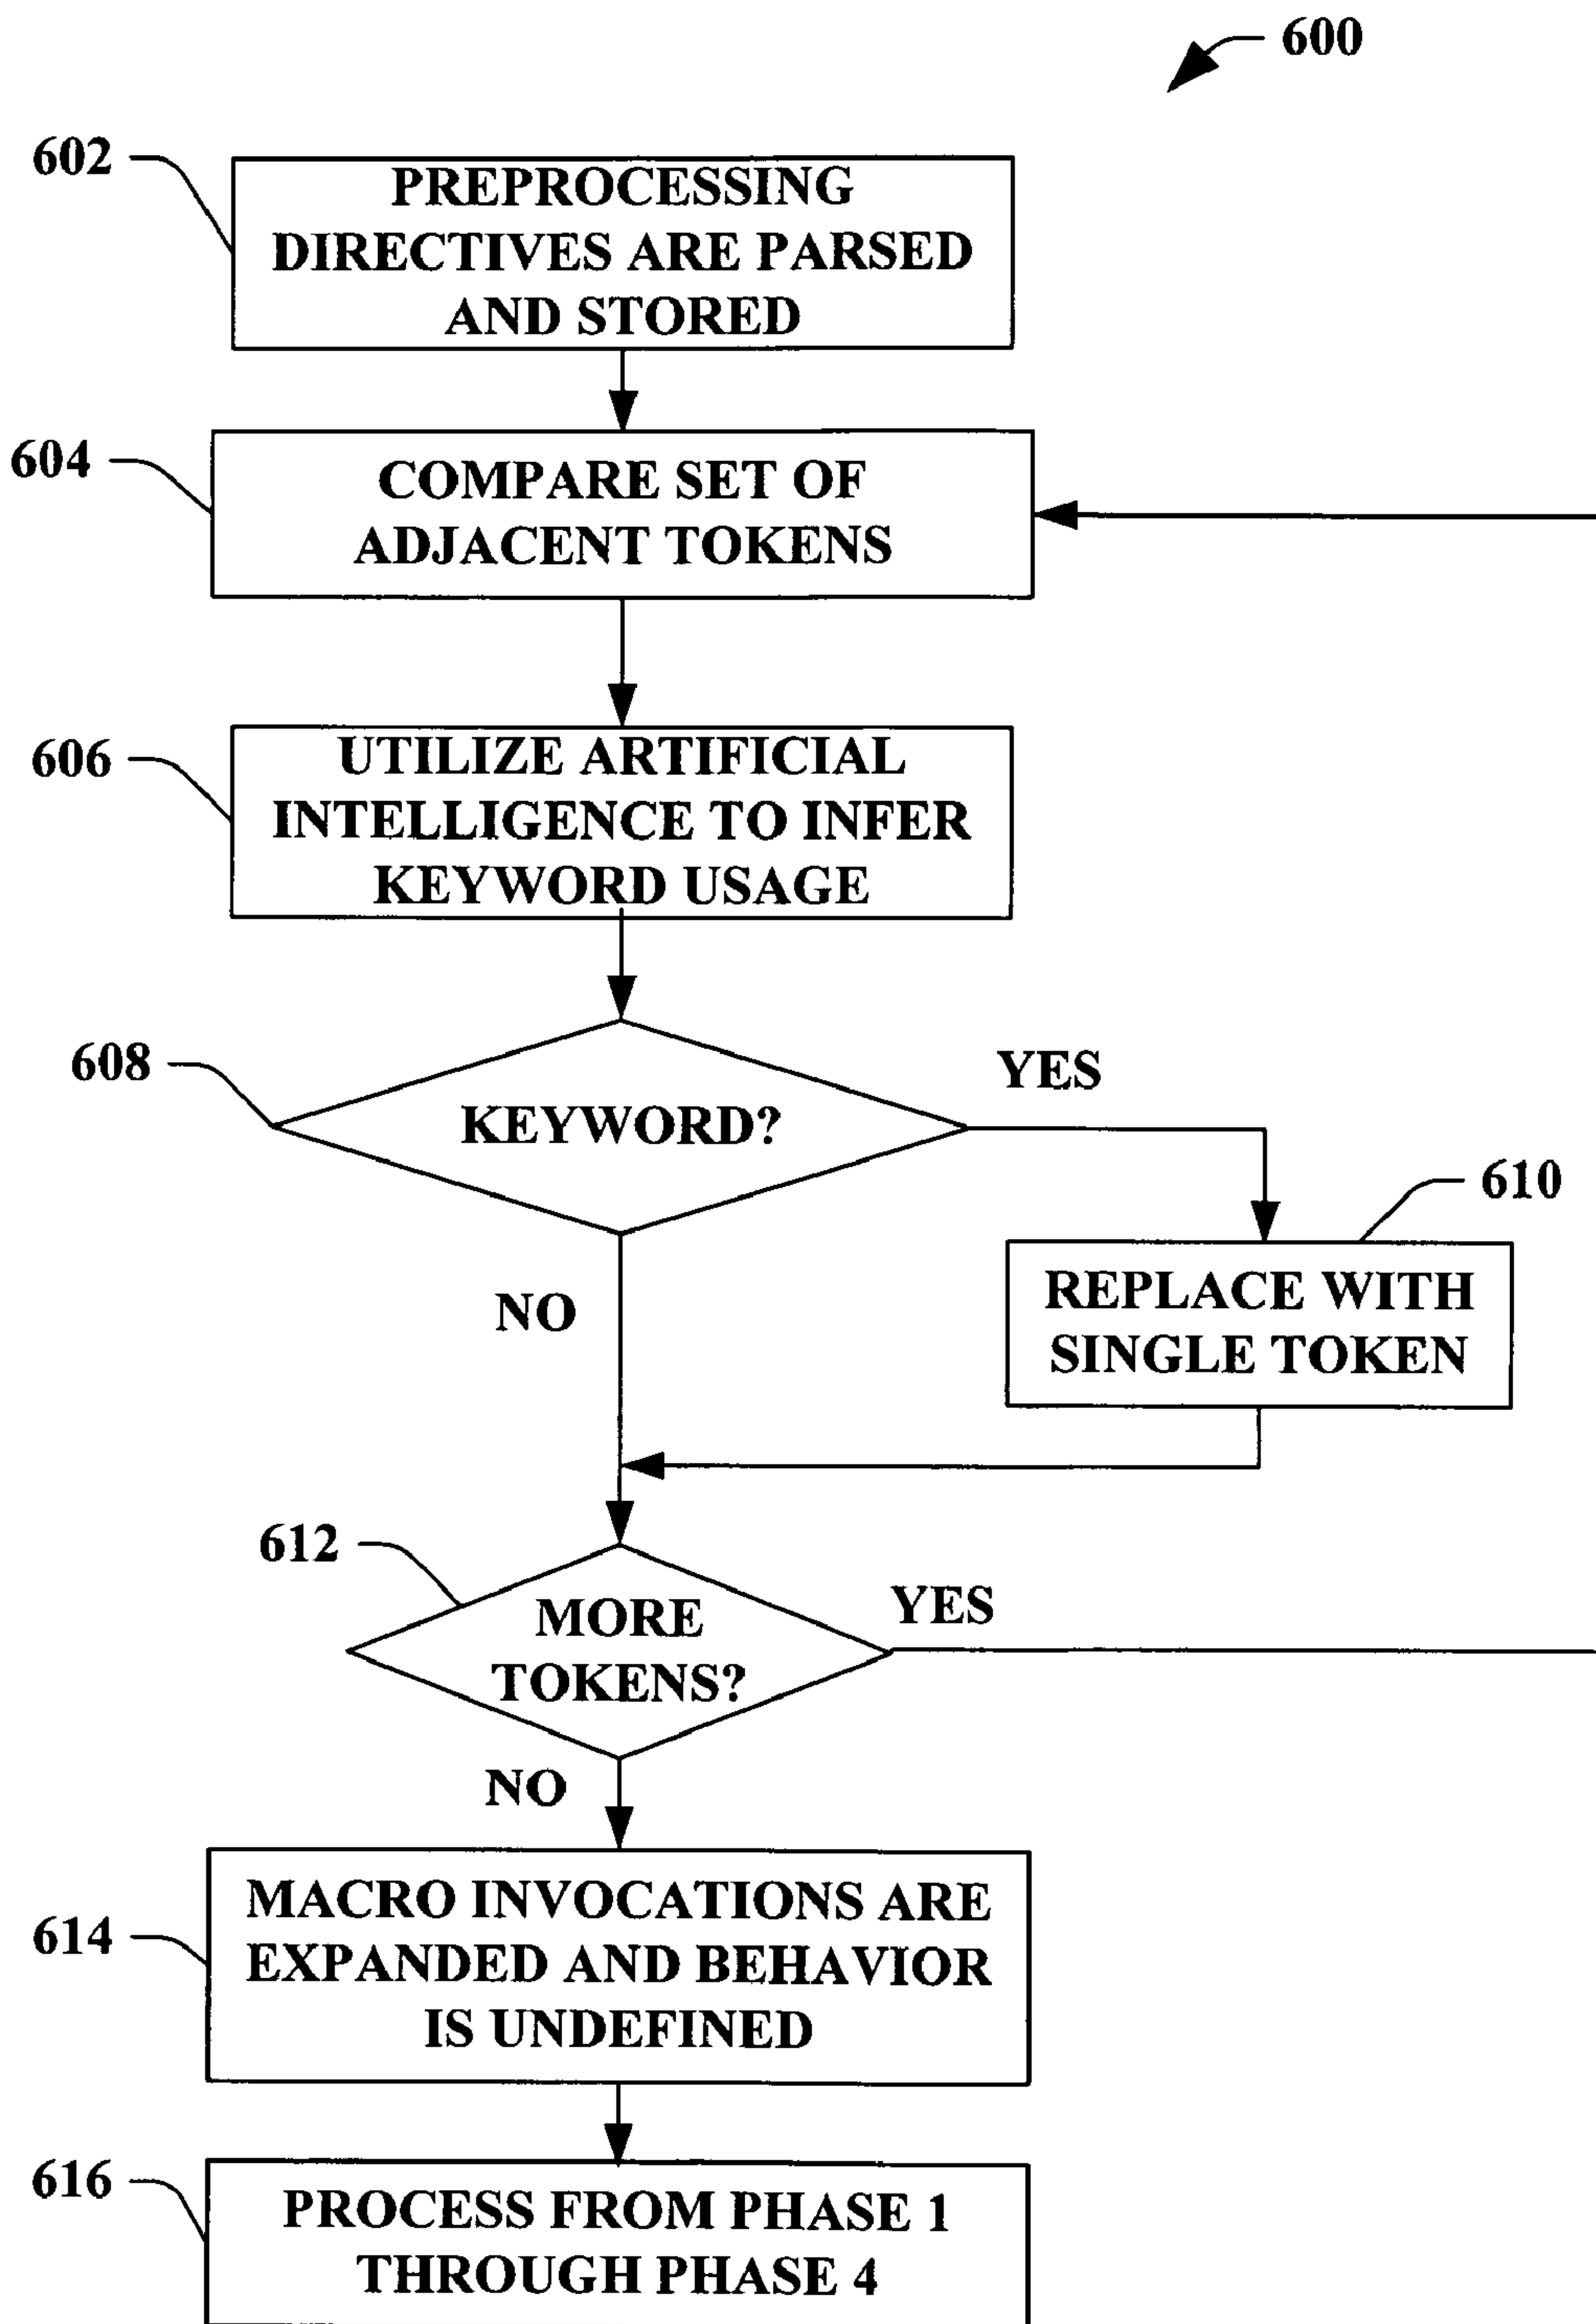 600
602
PREPROCESSING
DIRECTIVES ARE PARSED
AND STORED
604
COMPARE SET OF
ADJACENT TOKENS
606
UTILIZE ARTIFICIAL
INTELLIGENCE TO INFER
KEYWORD USAGE
608
KEYWORD?
YES
610
REPLACE WITH
SINGLE TOKEN
NO
612
MORE
TOKENS?
YES
NO
614
MACRO INVOCATIONS ARE
EXPANDED AND BEHAVIOR
IS UNDEFINED
616
PROCESS FROM PHASE 1
THROUGH PHASE 4